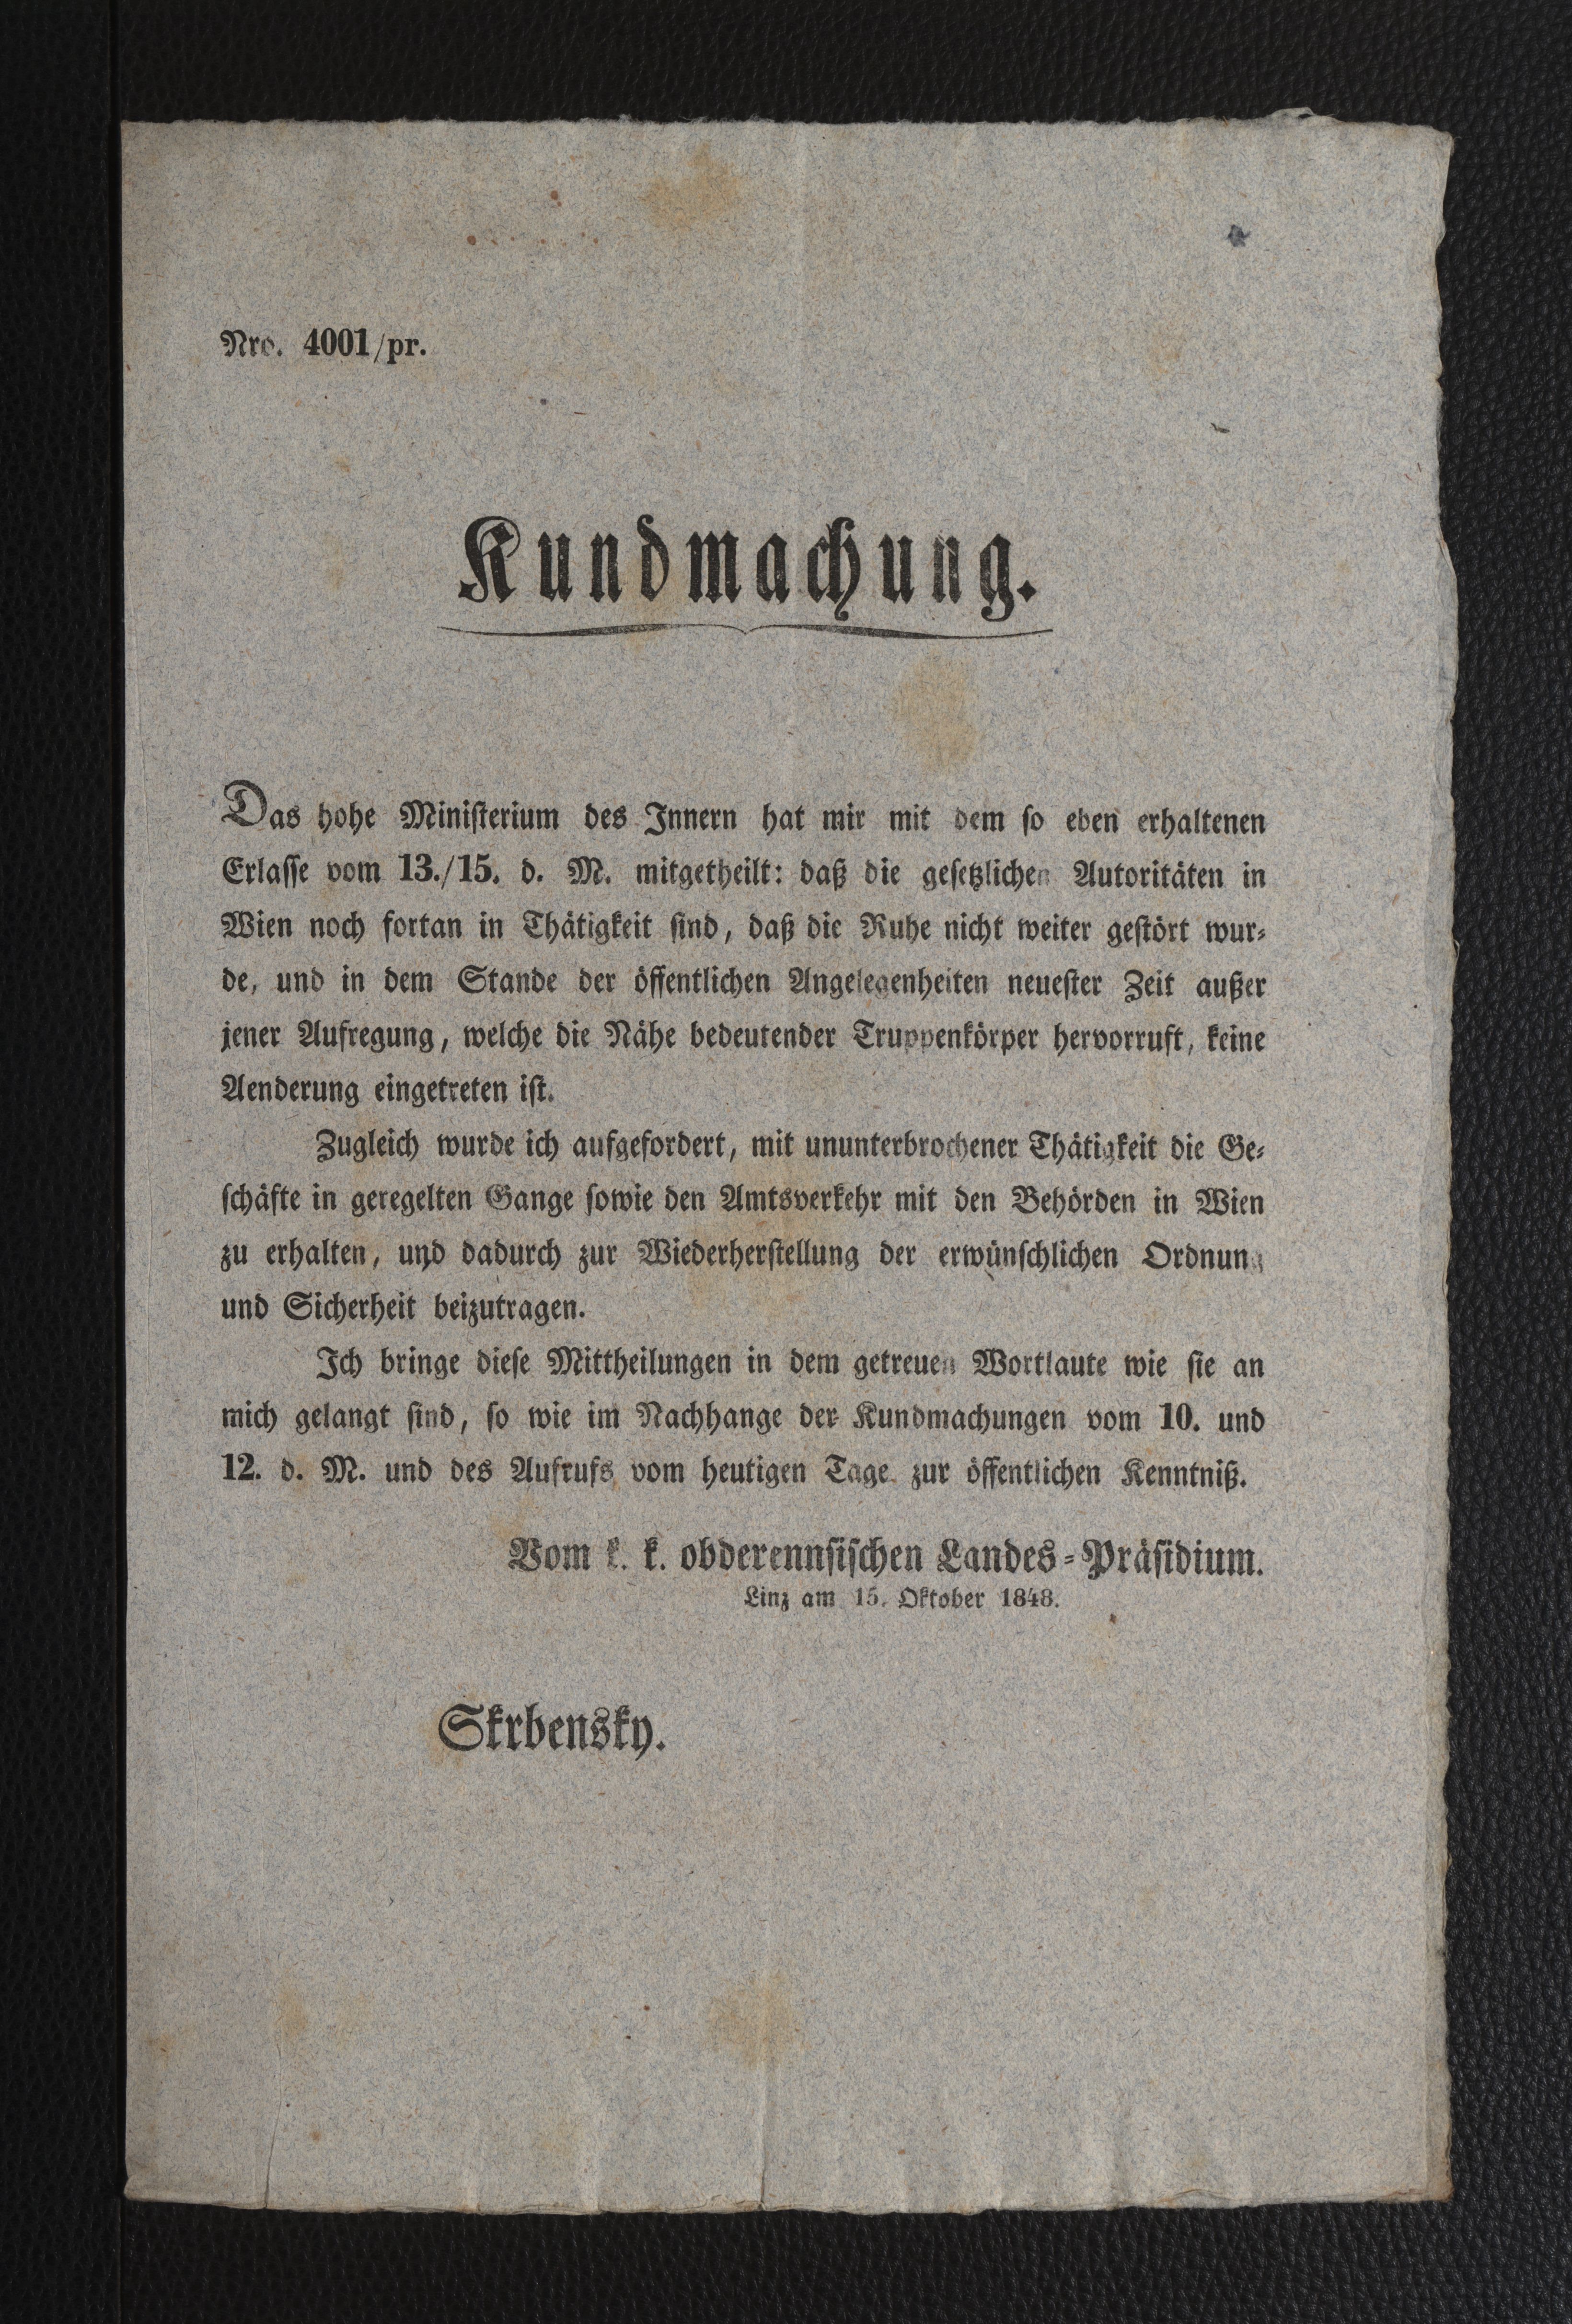 Nro. 4001/pr.
Kundmachung.
Das hohe Ministerium des Innern hat mir mit dem so eben erhaltenen
Erlasse vom 13./15. d. M. mitgetheilt: daß die gesetzlichen Autoritäten in
Wien noch fortan in Thätigkeit sind, daß die Ruhe nicht weiter gestört wur-
de, und in dem Stande der öffentlichen Angelegenheiten neuester Zeit außer
jener Aufregung, welche die Nähe bedeutender Truppenkörper hervorruft, keine
Aenderung eingetreten ist.
Zugleich wurde ich aufgefordert, mit ununterbrochener Thätigkeit die Ge-
schäfte in geregelten Gange sowie den Amtsverkehr mit den Behörden in Wien
zu erhalten, und dadurch zur Wiederherstellung der erwünschlichen Ordnung
und Sicherheit beizutragen.
Ich bringe diese Mittheilungen in dem getreuen Wortlaute wie sie an
mich gelangt sind, so wie im Nachhange der Kundmachungen vom 10. und
12. d. M. und des Aufrufs vom heutigen Tage zur öffentlichen Kenntniß.
Vom k. k. obderennsischen Landes-Präsidium.
Linz am 15. Oktober 1848.
Skrbensky.